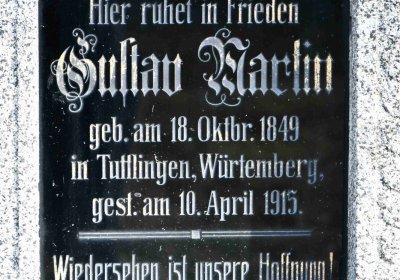 Hier ruhet in Frieden
Gustav Martin
geb. am 18. Oktbr. 1849
in Tuttlingen, Würtemberg,
gest. am 10. April 1915.
Wiedersehen ist unsere Hoffnung!